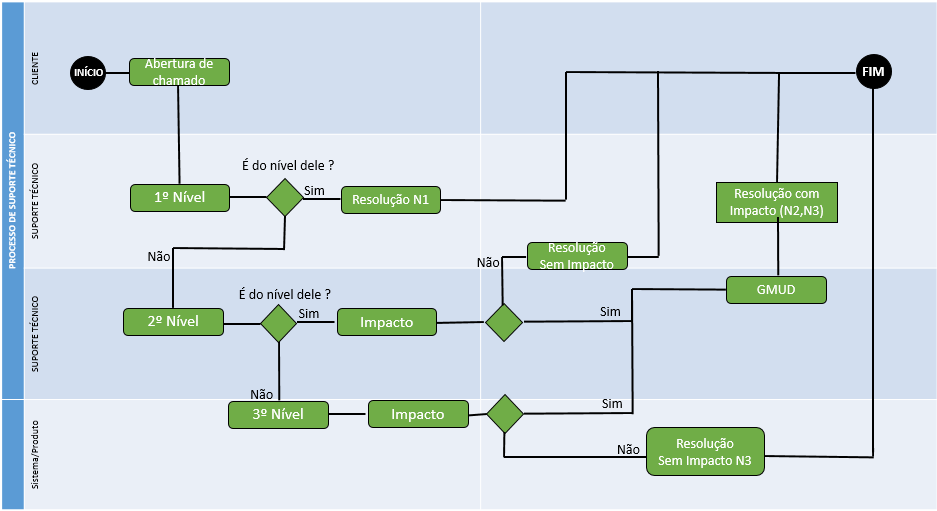 PROCESSO DE SUPORTE TÉCNICO
CLIENTE
INÍCIO
Abertura de
chamado
FIM
SUPORTE TÉCNICO
É do nível dele ?
1º Nível
Sim
Resolução N1
Resolução com
Impacto (N2,N3)
Não
Resolução
Sem Impacto
Não
SUPORTE TÉCNICO
É do nível dele ?
GMUD
2º Nível
Sim
Impacto
Sim
Não
Sistema/Produto
3º Nível
Impacto
Sim
Não
Resolução
Sem Impacto N3